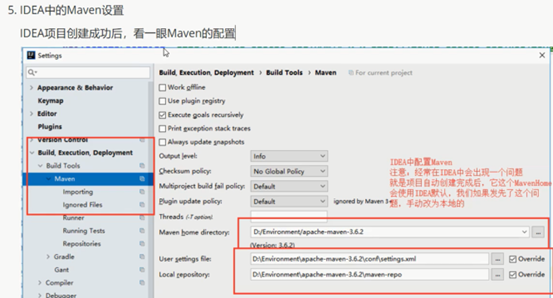 5. IDEA中的Maven设置
IDEA项目创建成功后，看一眼Maven的配置
Settings
Build, Execution, Deployment › Build Tools › Maven
For current project
Appearance & Behavior
Keymap
Editor
Plugins
Version Control
Build, Execution, Deployment
Build Tools
Maven
Importing
Ignored Files
Runner
Running Tests
Repositories
Gradle
Gant
Compiler
Debugger
Work offline
Use plugin registry
Execute goals recursively
Print exception stack traces
Always update snapshots
Output level: Info
Checksum policy: No Global Policy
Multiproject build fail policy: Default
Plugin update policy: Default ignored by Maven 3+
Threads (-T option)
Maven home directory: D:/Environment/apache-maven-3.6.2
(Version: 3.6.2)
User settings file: D:\Environment\apache-maven-3.6.2\conf\settings.xml ... Override
Local repository: D:\Environment\apache-maven-3.6.2\maven-repo ... Override
IDEA中配置Maven
注意，经常在IDEA中会出现一个问题
就是项目自动创建完成后，它这个MavenHome
会使用IDEA默认，我们如果发先了这个问
题，手动改为本地的